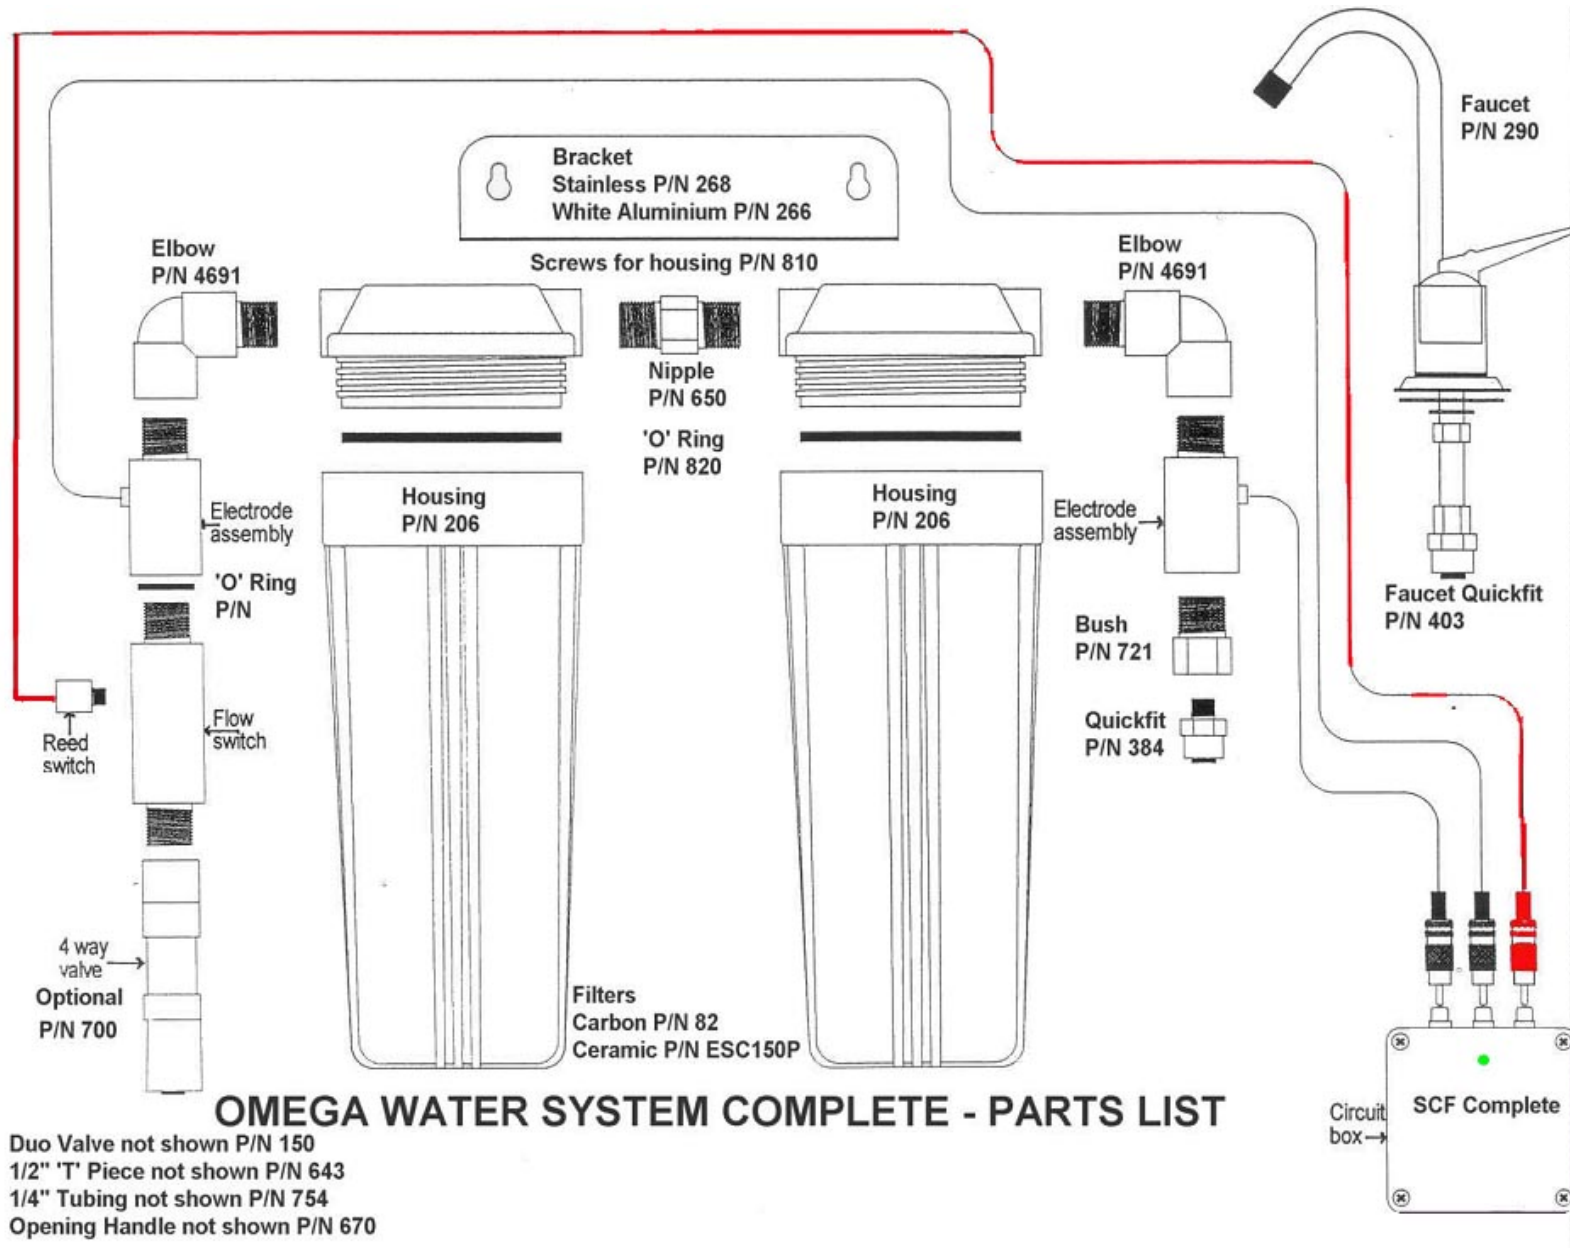 Faucet
P/N 290
Bracket
Stainless P/N 268
White Aluminium P/N 266
Elbow
P/N 4691
Screws for housing P/N 810
Elbow
P/N 4691
Nipple
P/N 650
'O' Ring
P/N 820
Housing
P/N 206
Housing
P/N 206
Electrode
assembly
Electrode
assembly
'O' Ring
P/N
Faucet Quickfit
P/N 403
Bush
P/N 721
Reed
switch
Flow
switch
Quickfit
P/N 384
4 way
valve
Optional
P/N 700
Filters
Carbon P/N 82
Ceramic P/N ESC150P
SCF Complete
Circuit
box
OMEGA WATER SYSTEM COMPLETE - PARTS LIST
Duo Valve not shown P/N 150
1/2" 'T' Piece not shown P/N 643
1/4" Tubing not shown P/N 754
Opening Handle not shown P/N 670